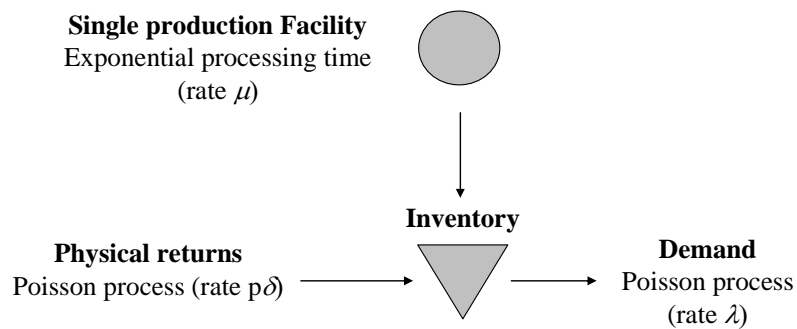 Single production Facility
Exponential processing time
(rate μ)
Inventory
Physical returns
Poisson process (rate pδ)
Demand
Poisson process
(rate λ)